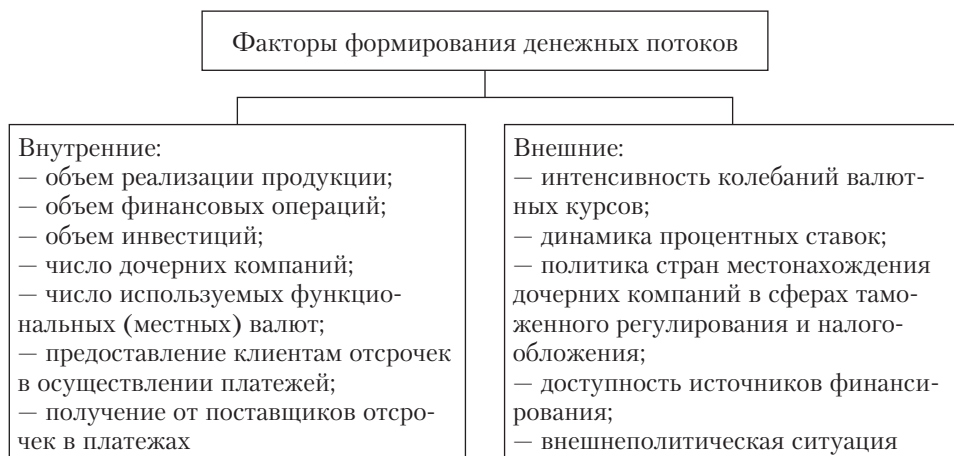 Факторы формирования денежных потоков
Внутренние:
— объем реализации продукции;
— объем финансовых операций;
— объем инвестиций;
— число дочерних компаний;
— число используемых функцио-
нальных (местных) валют;
— предоставление клиентам отсрочек
в осуществлении платежей;
— получение от поставщиков отсро-
чек в платежах
Внешние:
— интенсивность колебаний валют-
ных курсов;
— динамика процентных ставок;
— политика стран местонахождения
дочерних компаний в сферах тамо-
женного регулирования и налого-
обложения;
— доступность источников финанси-
рования;
— внешнеполитическая ситуация